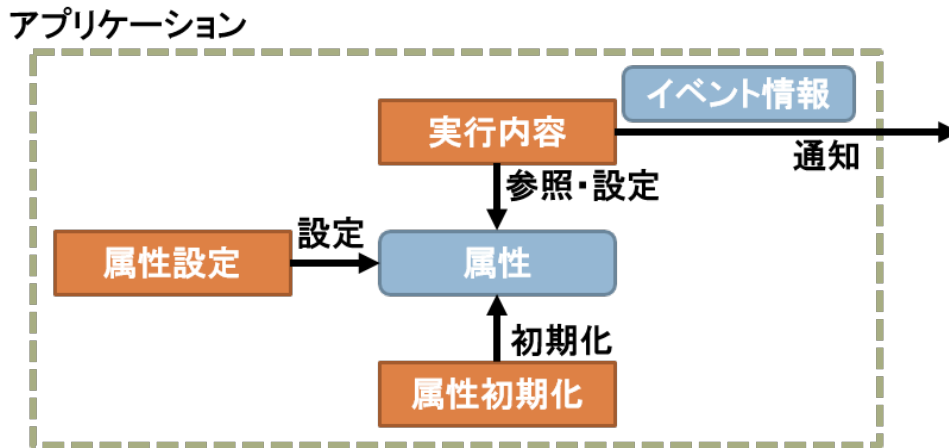 アプリケーション
イベント情報
実行内容
通知
参照・設定
属性設定
設定
属性
初期化
属性初期化